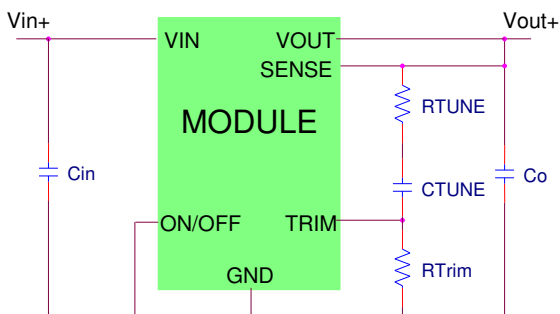 Vin+
Vout+
VIN
VOUT
SENSE
RTUNE
MODULE
Cin
CTUNE
Co
ON/OFF
TRIM
GND
RTrim